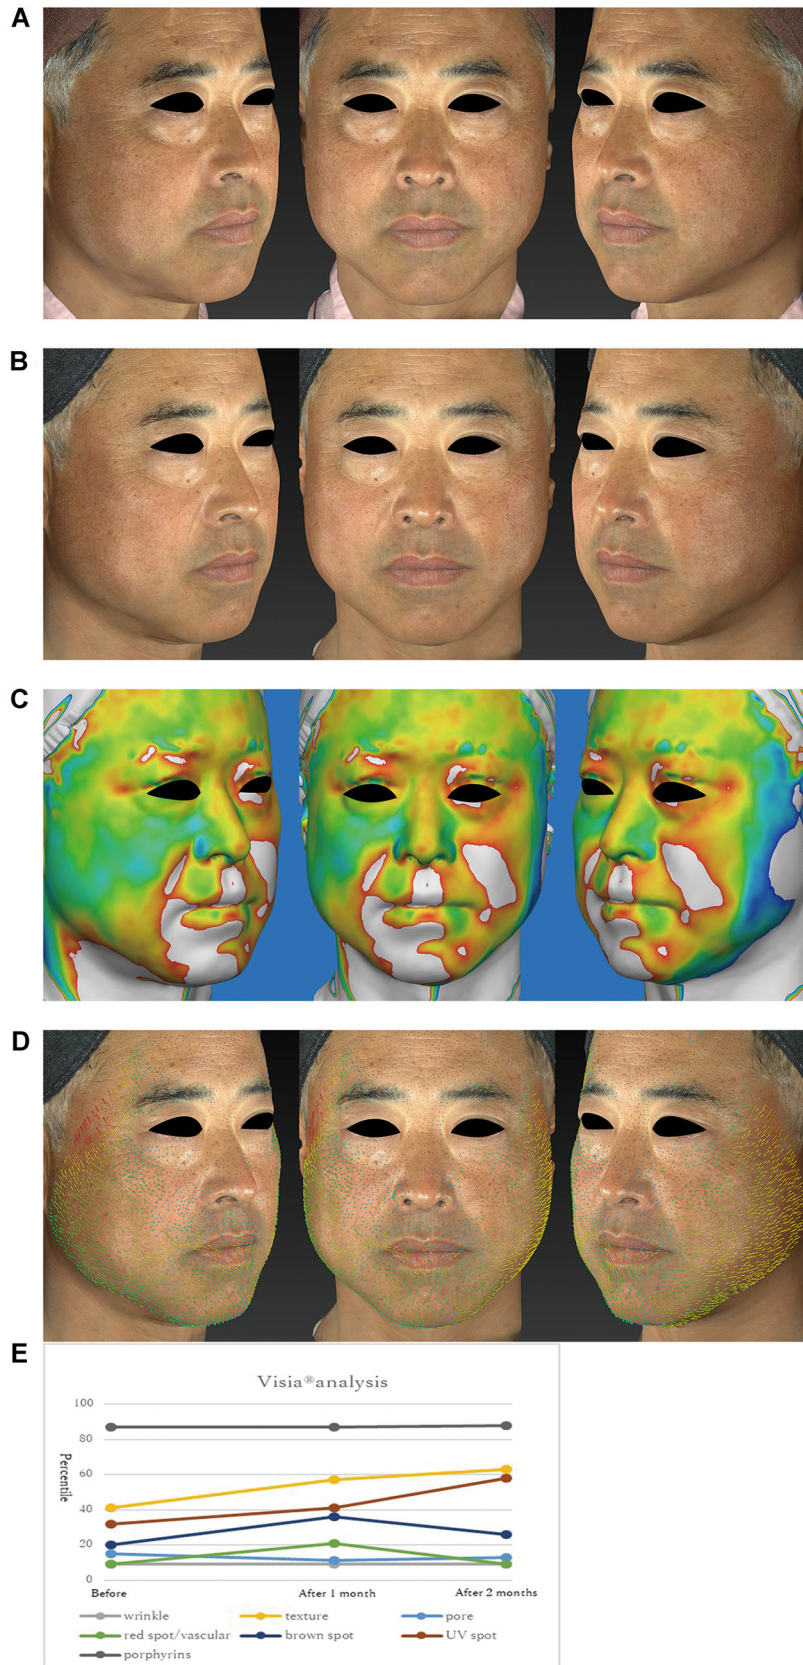 A
B
C
D
E
Visia®analysis
100
80
60
40
20
0
Percentile
Before After 1 month After 2 months
wrinkle texture pore
red spot/vascular brown spot UV spot
porphyrins